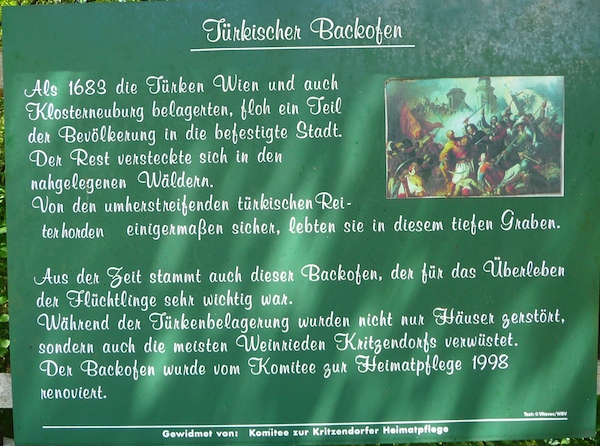 Türkischer Backofen
Als 1683 die Türken Wien und auch
Klosterneuburg belagerten, floh ein Teil
der Bevölkerung in die befestigte Stadt.
Der Rest versteckte sich in den
nahgelegenen Wäldern.
Von den umherstreifenden türkischen Rei-
terhorden einigermaßen sicher, lebten sie in diesem tiefen Graben.
Aus der Zeit stammt auch dieser Backofen, der für das Überleben
der Flüchtlinge sehr wichtig war.
Während der Türkenbelagerung wurden nicht nur Häuser zerstört,
sondern auch die meisten Weinrieden Kritzendorfs verwüstet.
Der Backofen wurde vom Komitee zur Heimatpflege 1998
renoviert.
Text: © Vitovec/WBV
Gewidmet von: Komitee zur Kritzendorfer Heimatpflege